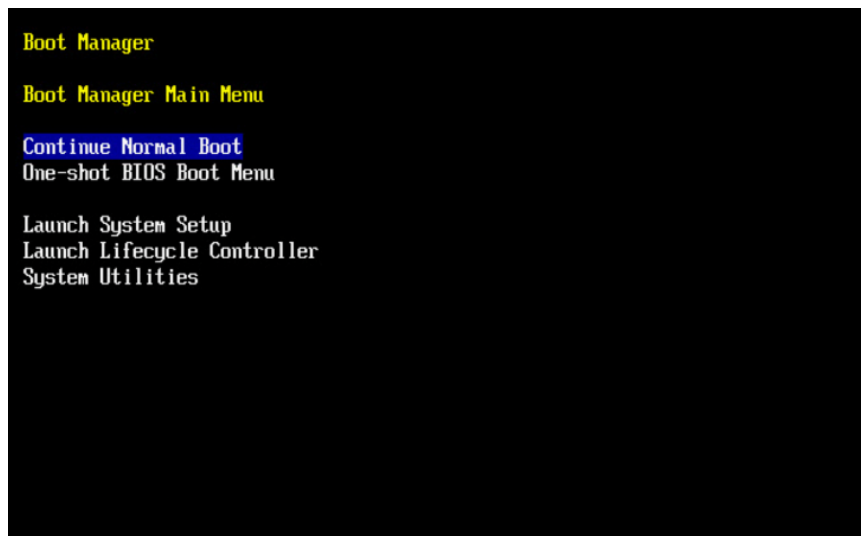 Boot Manager
Boot Manager Main Menu
Continue Normal Boot
One-shot BIOS Boot Menu
Launch System Setup
Launch Lifecycle Controller
System Utilities